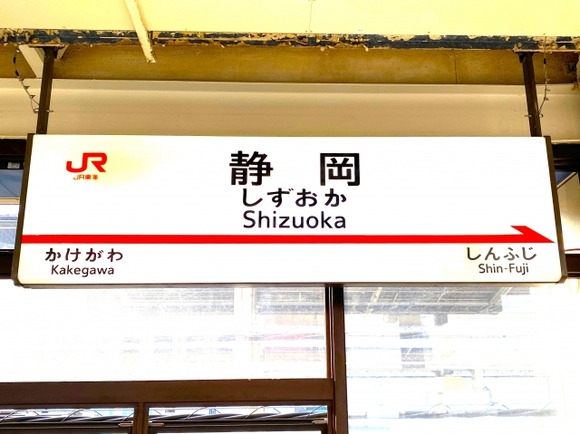 JR
JR東海
静岡
しずおか
Shizuoka
かけがわ
Kakegawa
しんふじ
Shin-Fuji